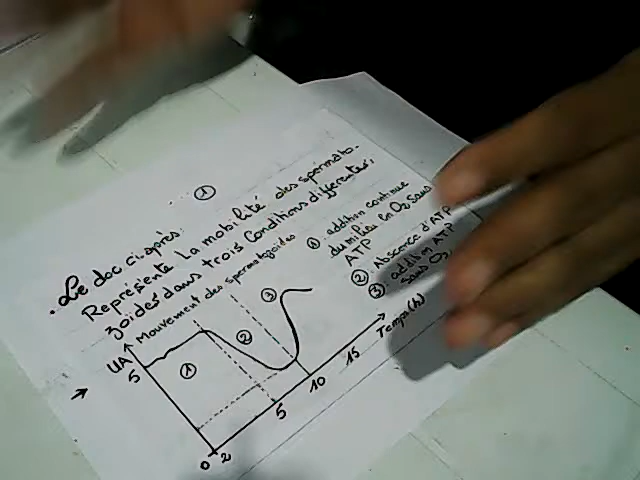 ①
. Le doc ci-après:
Représente La mobilité des spermato-
zoides dans trois Conditions différentes,
① addition continue
du milieu en O₂ sans
ATP
② Absence d'ATP
③ addition ATP
sans O₂
Mouvement des spermatozoides
UA
5
① ② ③
0 2 5 10 15
Temps (h)